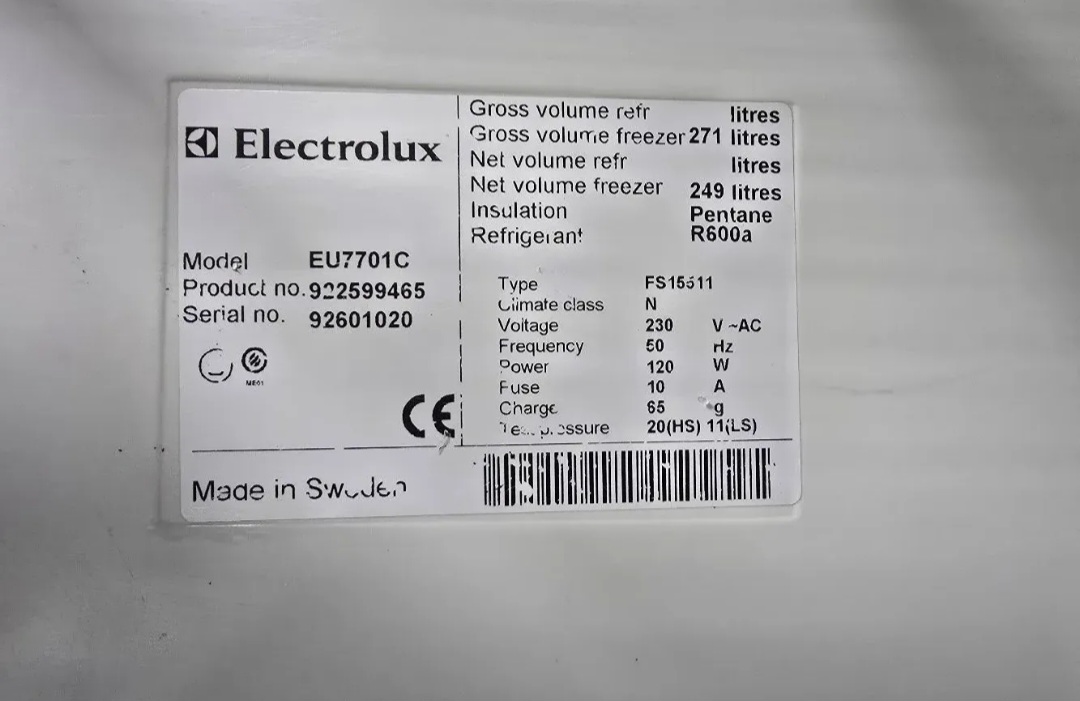 Electrolux
Model EU7701C
Product no. 922599465
Serial no. 92601020
CE
Made in Sweden
Gross volume refr litres
Gross volume freezer 271 litres
Net volume refr litres
Net volume freezer 249 litres
Insulation Pentane
Refrigerant R600a
Type
Climate class N
Voltage 230 V ~AC
Frequency 50 Hz
Power 120 W
Fuse 10 A
Charge 65 g
20(HS) 11(LS)